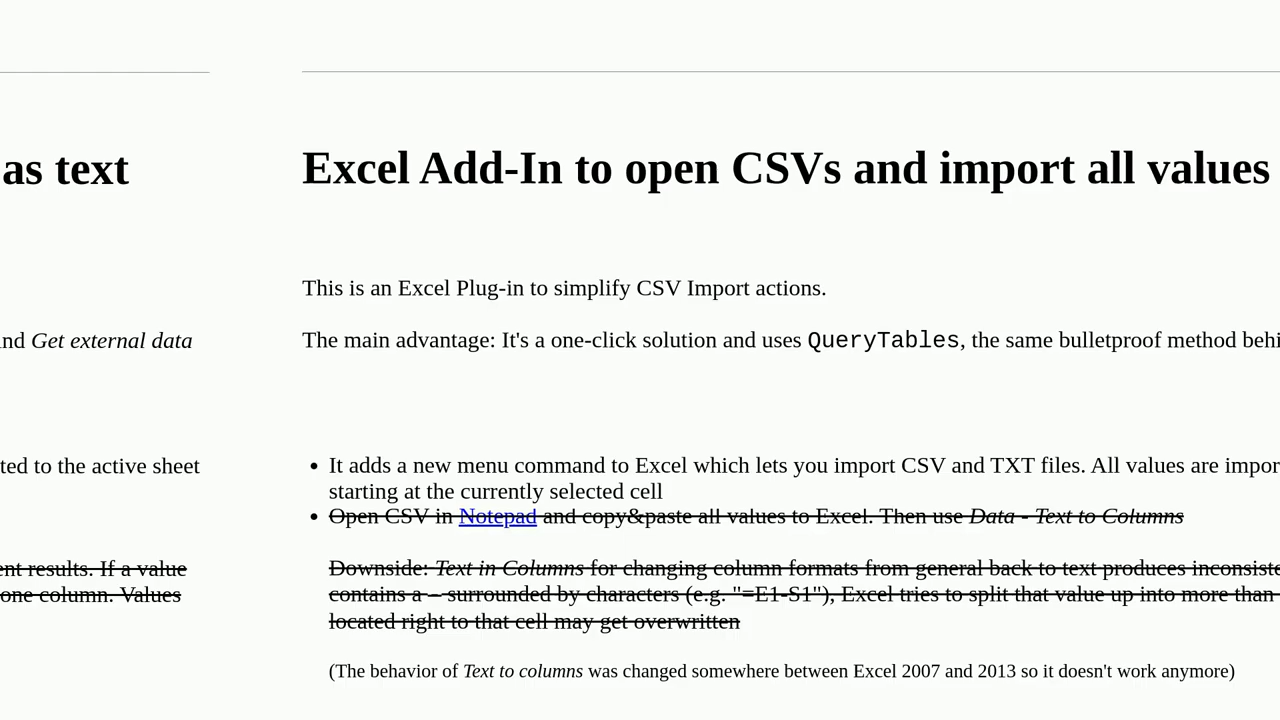 as text
Excel Add-In to open CSVs and import all values
This is an Excel Plug-in to simplify CSV Import actions.
Get external data
The main advantage: It's a one-click solution and uses QueryTables, the same bulletproof method
ted to the active sheet
It adds a new menu command to Excel which lets you import CSV and TXT files. All values are
starting at the currently selected cell
Open CSV in Notepad and copy&paste all values to Excel. Then use Data - Text to Columns
ent results. If a value
Downside: Text in Columns for changing column formats from general back to text produces
one column. Values
contains a – surrounded by characters (e.g. "=E1-S1"), Excel tries to split that value up into more than
located right to that cell may get overwritten
(The behavior of Text to columns was changed somewhere between Excel 2007 and 2013 so it doesn't work anymore)